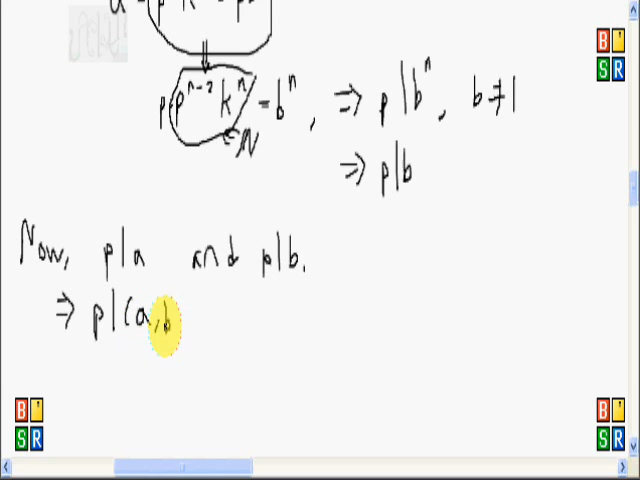 p·p^{n-2} k^n = b^n, ⇒ p|b^n, b≠1
∈ N
⇒ p|b
Now, p|a and p|b.
⇒ p|(a,b
B '
S R
B '
S R
B '
S R